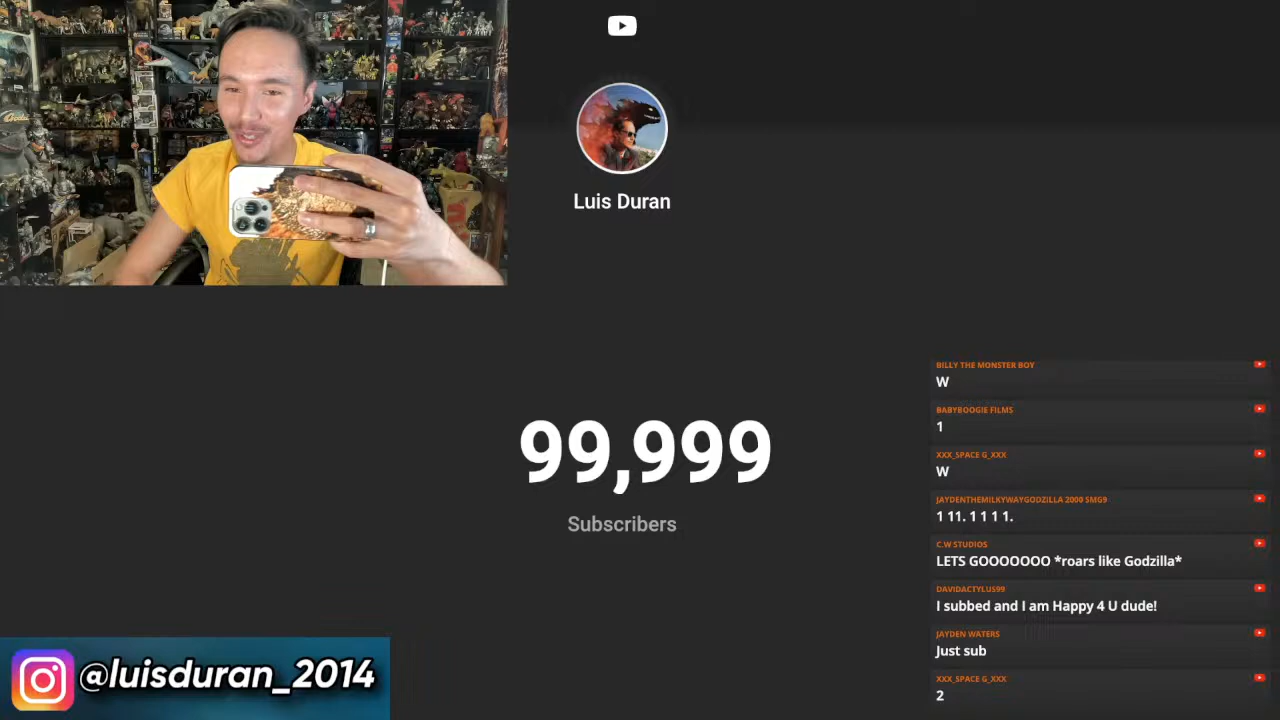 Luis Duran
99,999
Subscribers
BILLY THE MONSTER BOY
W
BABYBOOGIE FILMS
1
XXX_SPACE G_XXX
W
JAYDENTHEMILKYWAYGODZILLA 2000 SMG9
1 11. 1 1 1 1.
C.W STUDIOS
LETS GOOOOOOO *roars like Godzilla*
DAVIDACTYLUS99
I subbed and I am Happy 4 U dude!
JAYDEN WATERS
Just sub
XXX_SPACE G_XXX
2
@luisduran_2014